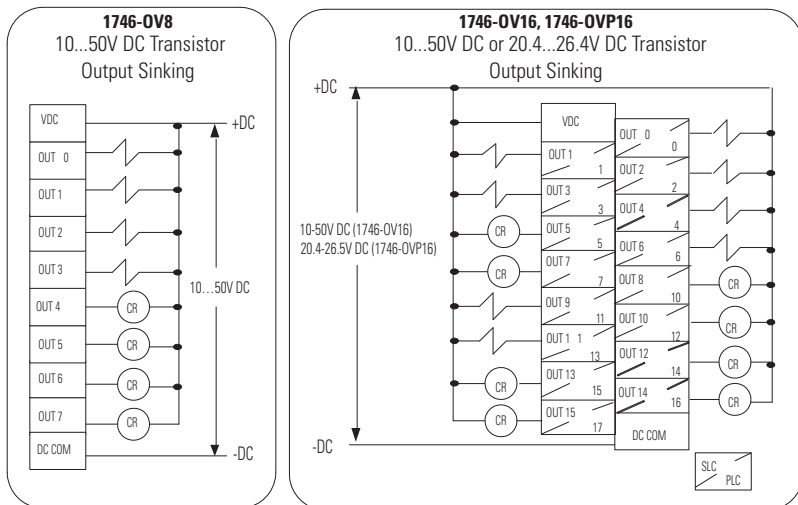 1746-OV8
10...50V DC Transistor
Output Sinking
VDC
+DC
OUT 0
OUT 1
OUT 2
OUT 3
10...50V DC
OUT 4
CR
OUT 5
CR
OUT 6
CR
OUT 7
CR
DC COM
-DC
1746-OV16, 1746-OVP16
10...50V DC or 20.4...26.4V DC Transistor
Output Sinking
+DC
VDC
OUT 0
0
OUT 1
1
OUT 2
2
OUT 3
3
OUT 4
4
10-50V DC (1746-OV16)
20.4-26.5V DC (1746-OVP16)
CR
OUT 5
5
OUT 6
6
CR
OUT 7
7
OUT 8
10
CR
OUT 9
11
OUT 10
12
CR
OUT 1 1
13
OUT 12
14
CR
CR
OUT 13
15
OUT 14
16
CR
CR
OUT 15
17
DC COM
-DC
SLC
PLC